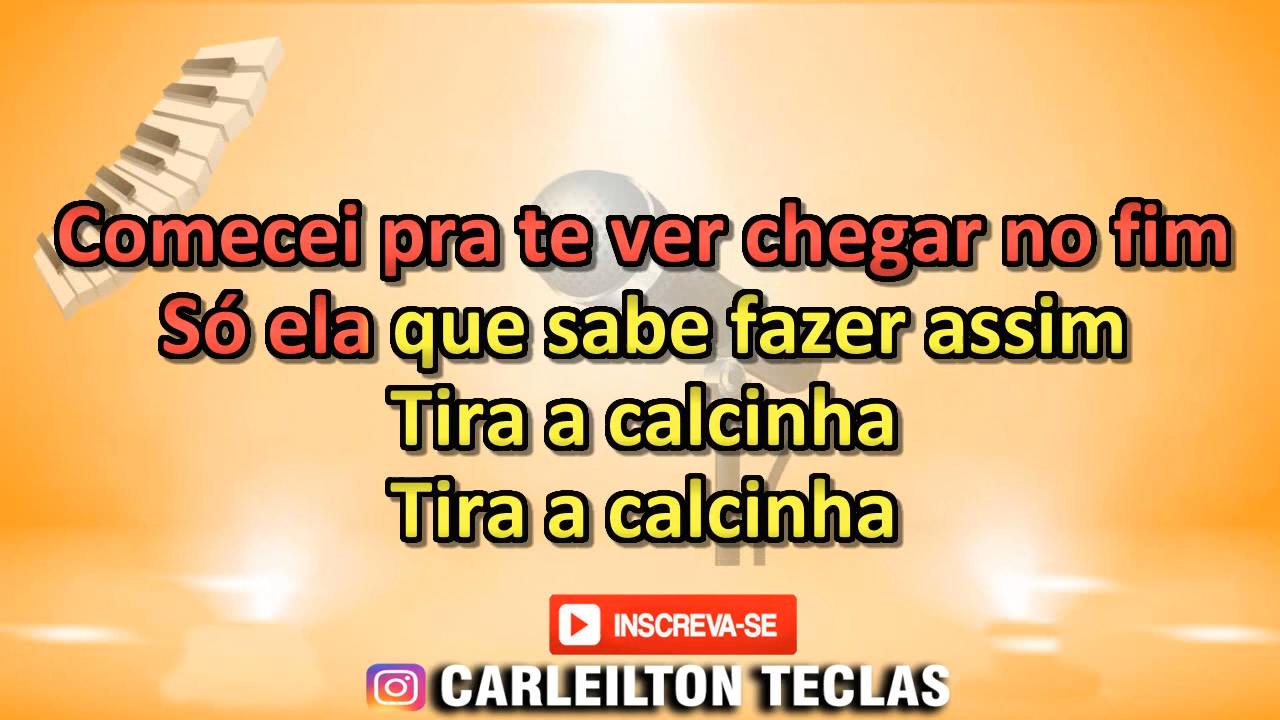 Comecei pra te ver chegar no fim
Só ela que sabe fazer assim
Tira a calcinha
Tira a calcinha
INSCREVA-SE
CARLEILTON TECLAS